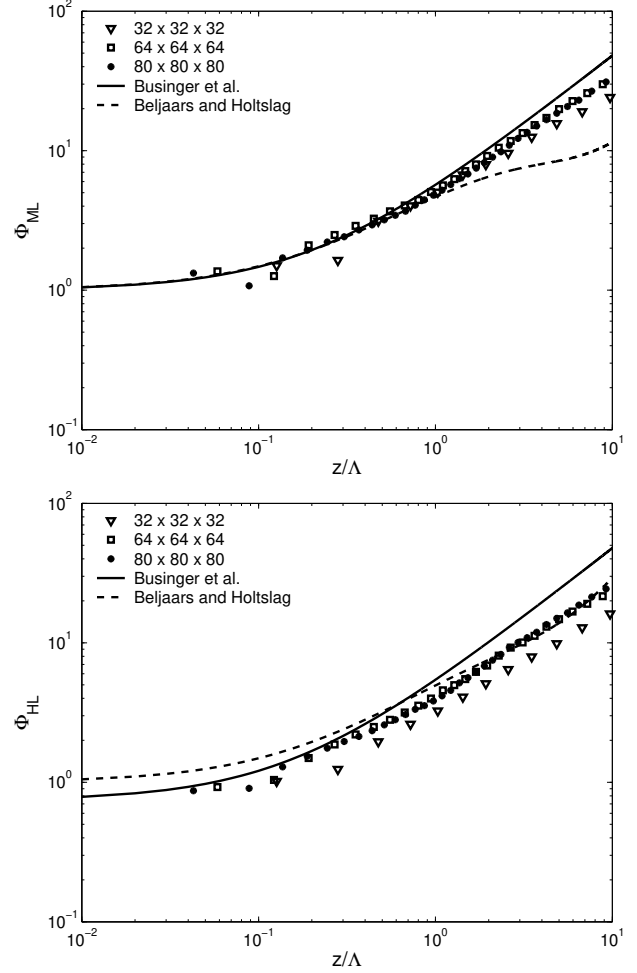 10^2
32 x 32 x 32
64 x 64 x 64
80 x 80 x 80
Businger et al.
Beljaars and Holtslag
10^1
Φ_ML
10^0
10^-1
10^-2 10^-1 10^0 10^1
z/Λ
10^2
32 x 32 x 32
64 x 64 x 64
80 x 80 x 80
Businger et al.
Beljaars and Holtslag
10^1
Φ_HL
10^0
10^-1
10^-2 10^-1 10^0 10^1
z/Λ